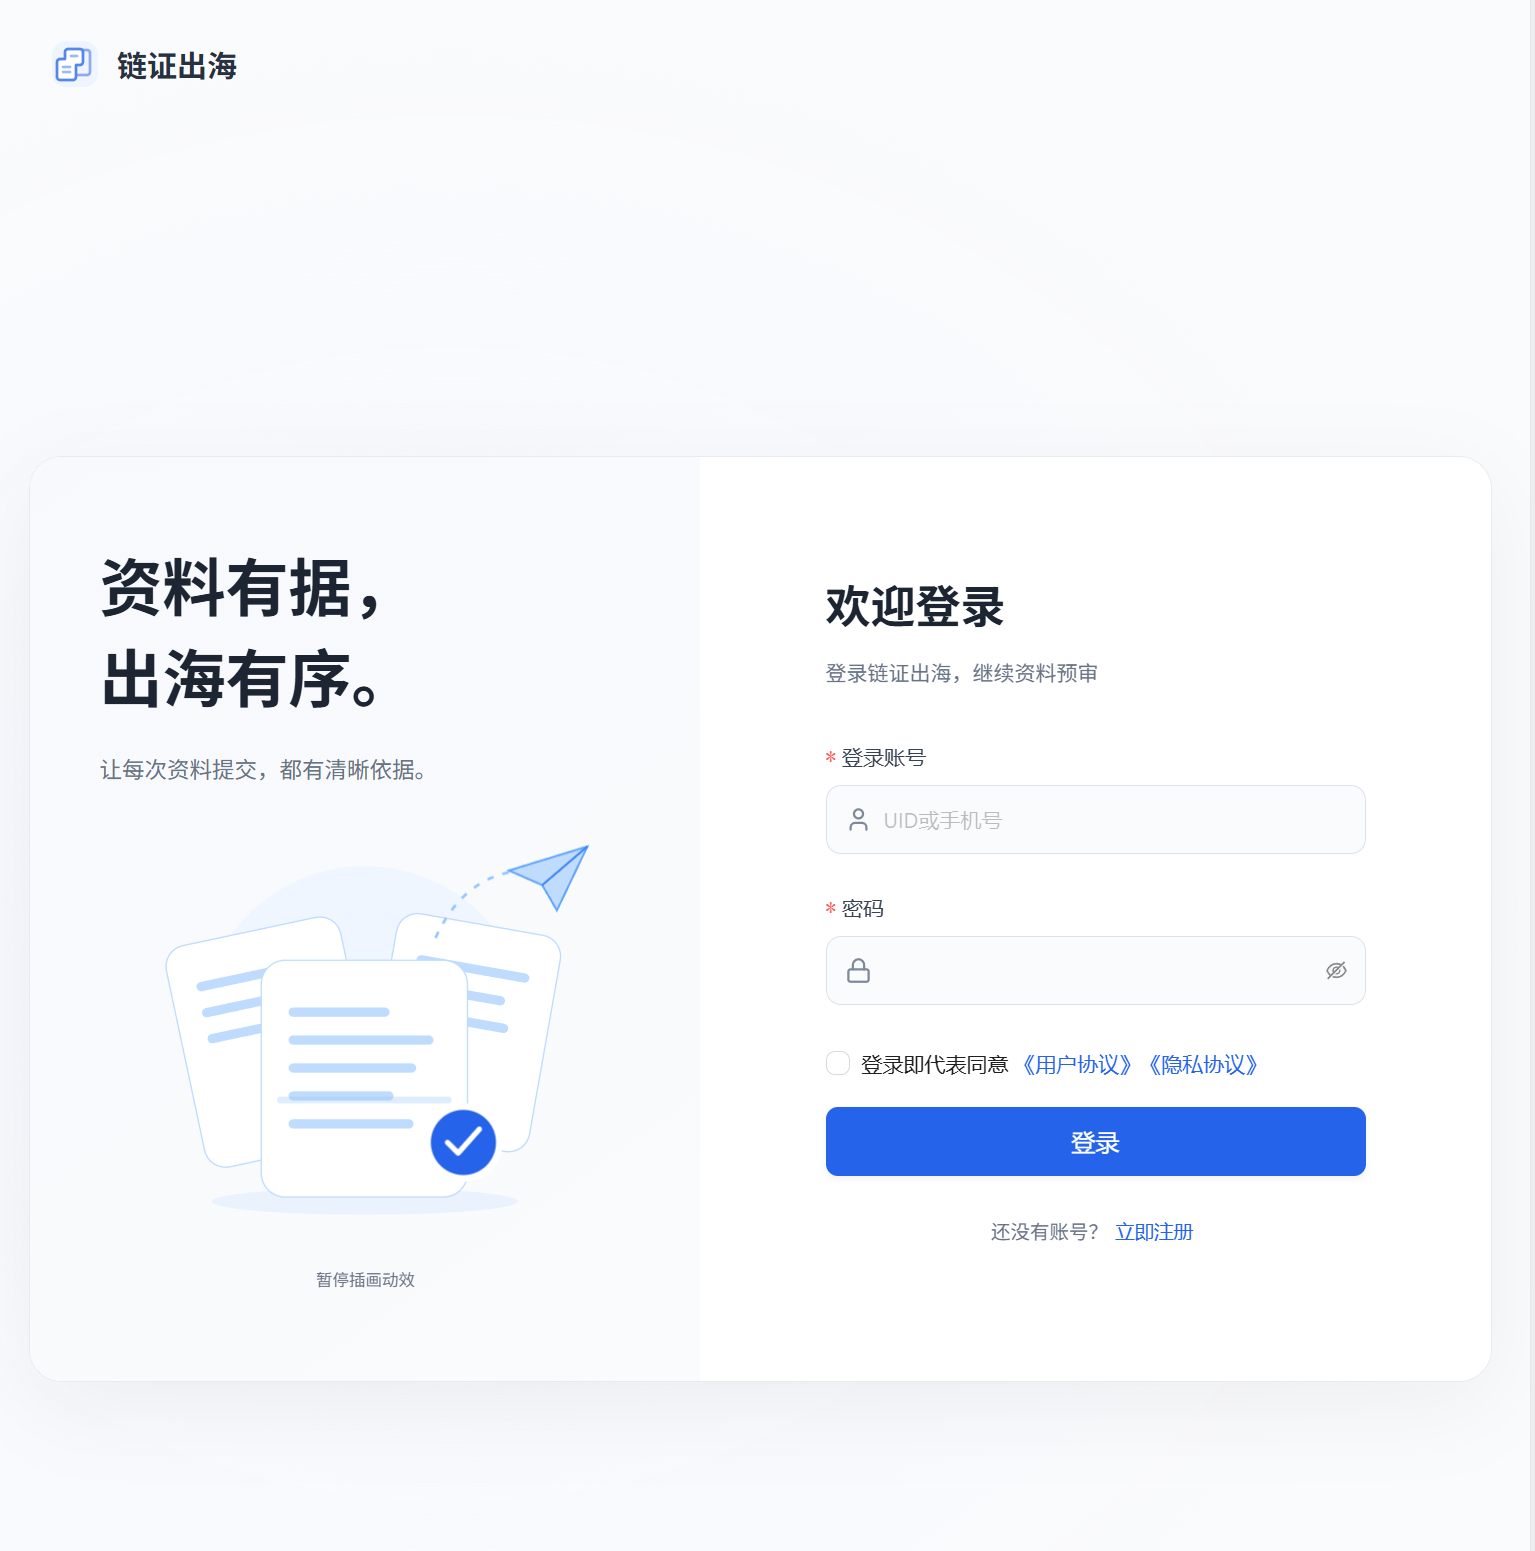 链证出海
资料有据，
出海有序。
让每次资料提交，都有清晰依据。
暂停插画动效
欢迎登录
登录链证出海，继续资料预审
* 登录账号
UID或手机号
* 密码
登录即代表同意 《用户协议》《隐私协议》
登录
还没有账号？ 立即注册